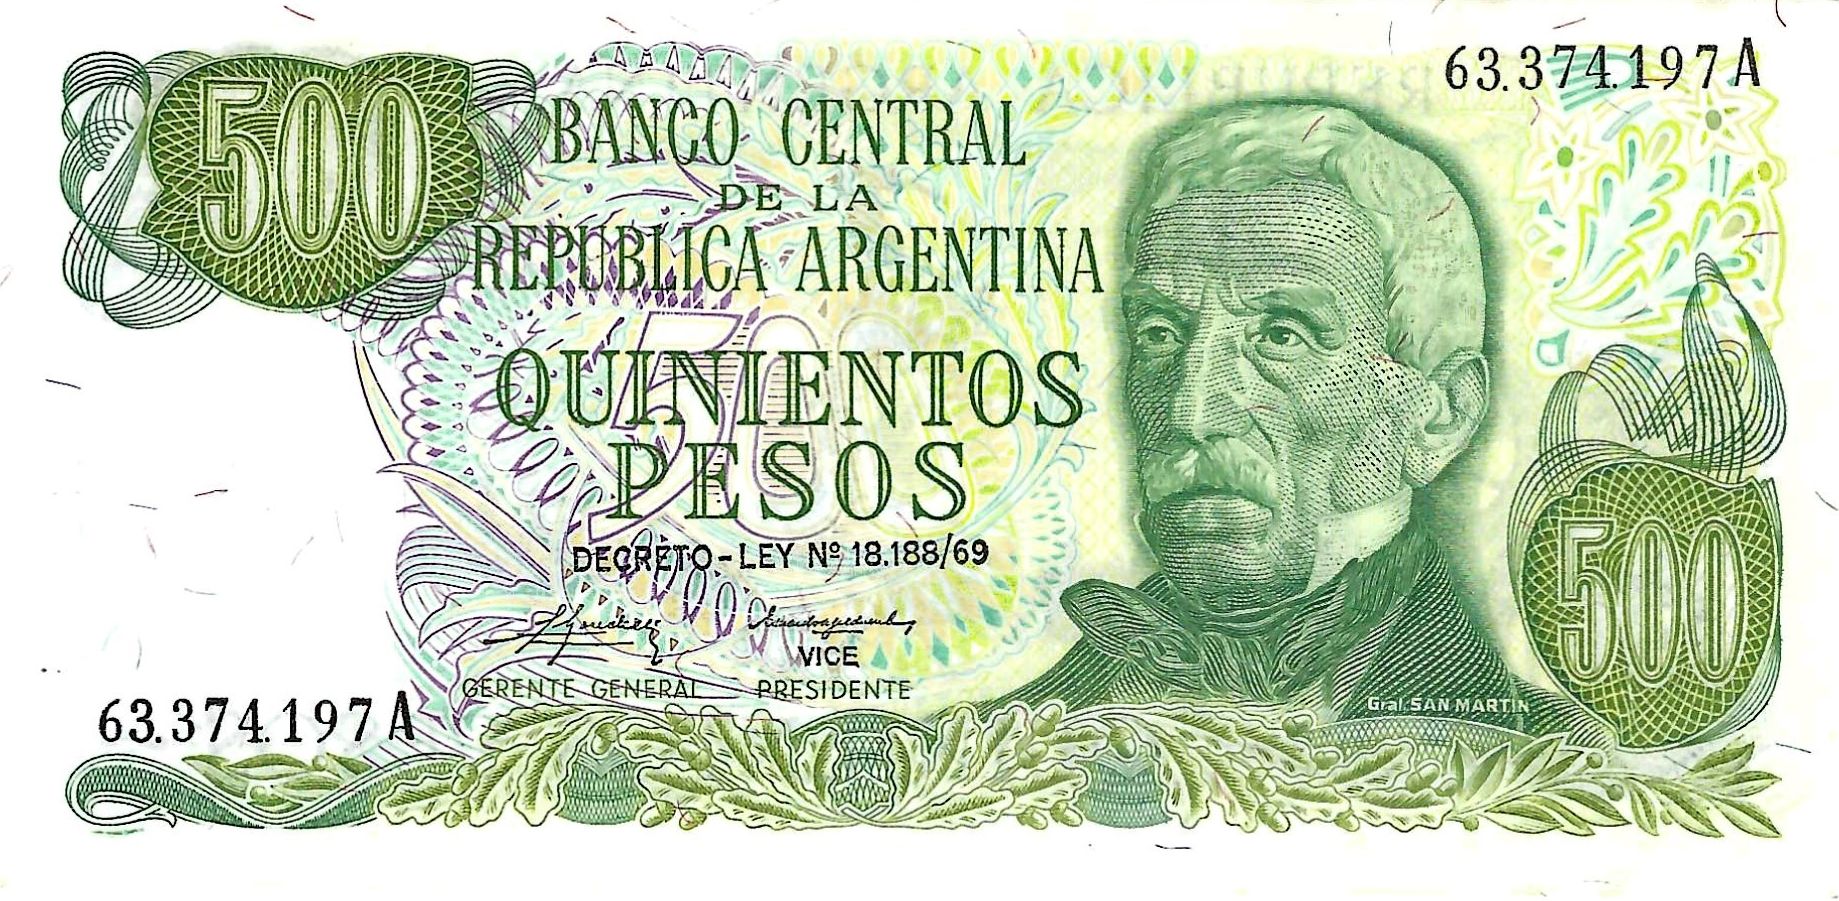 500
63.374.197 A
BANCO CENTRAL
DE LA
REPUBLICA ARGENTINA
500
QUINIENTOS
PESOS
DECRETO - LEY Nº 18.188/69
VICE
GERENTE GENERAL PRESIDENTE
Gral. SAN MARTIN
500
63.374.197 A